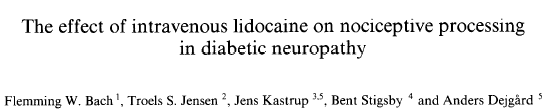 The effect of intravenous lidocaine on nociceptive processing
in diabetic neuropathy
Flemming W. Bach 1, Troels S. Jensen 2, Jens Kastrup 3,5, Bent Stigsby 4 and Anders Dejgård 5